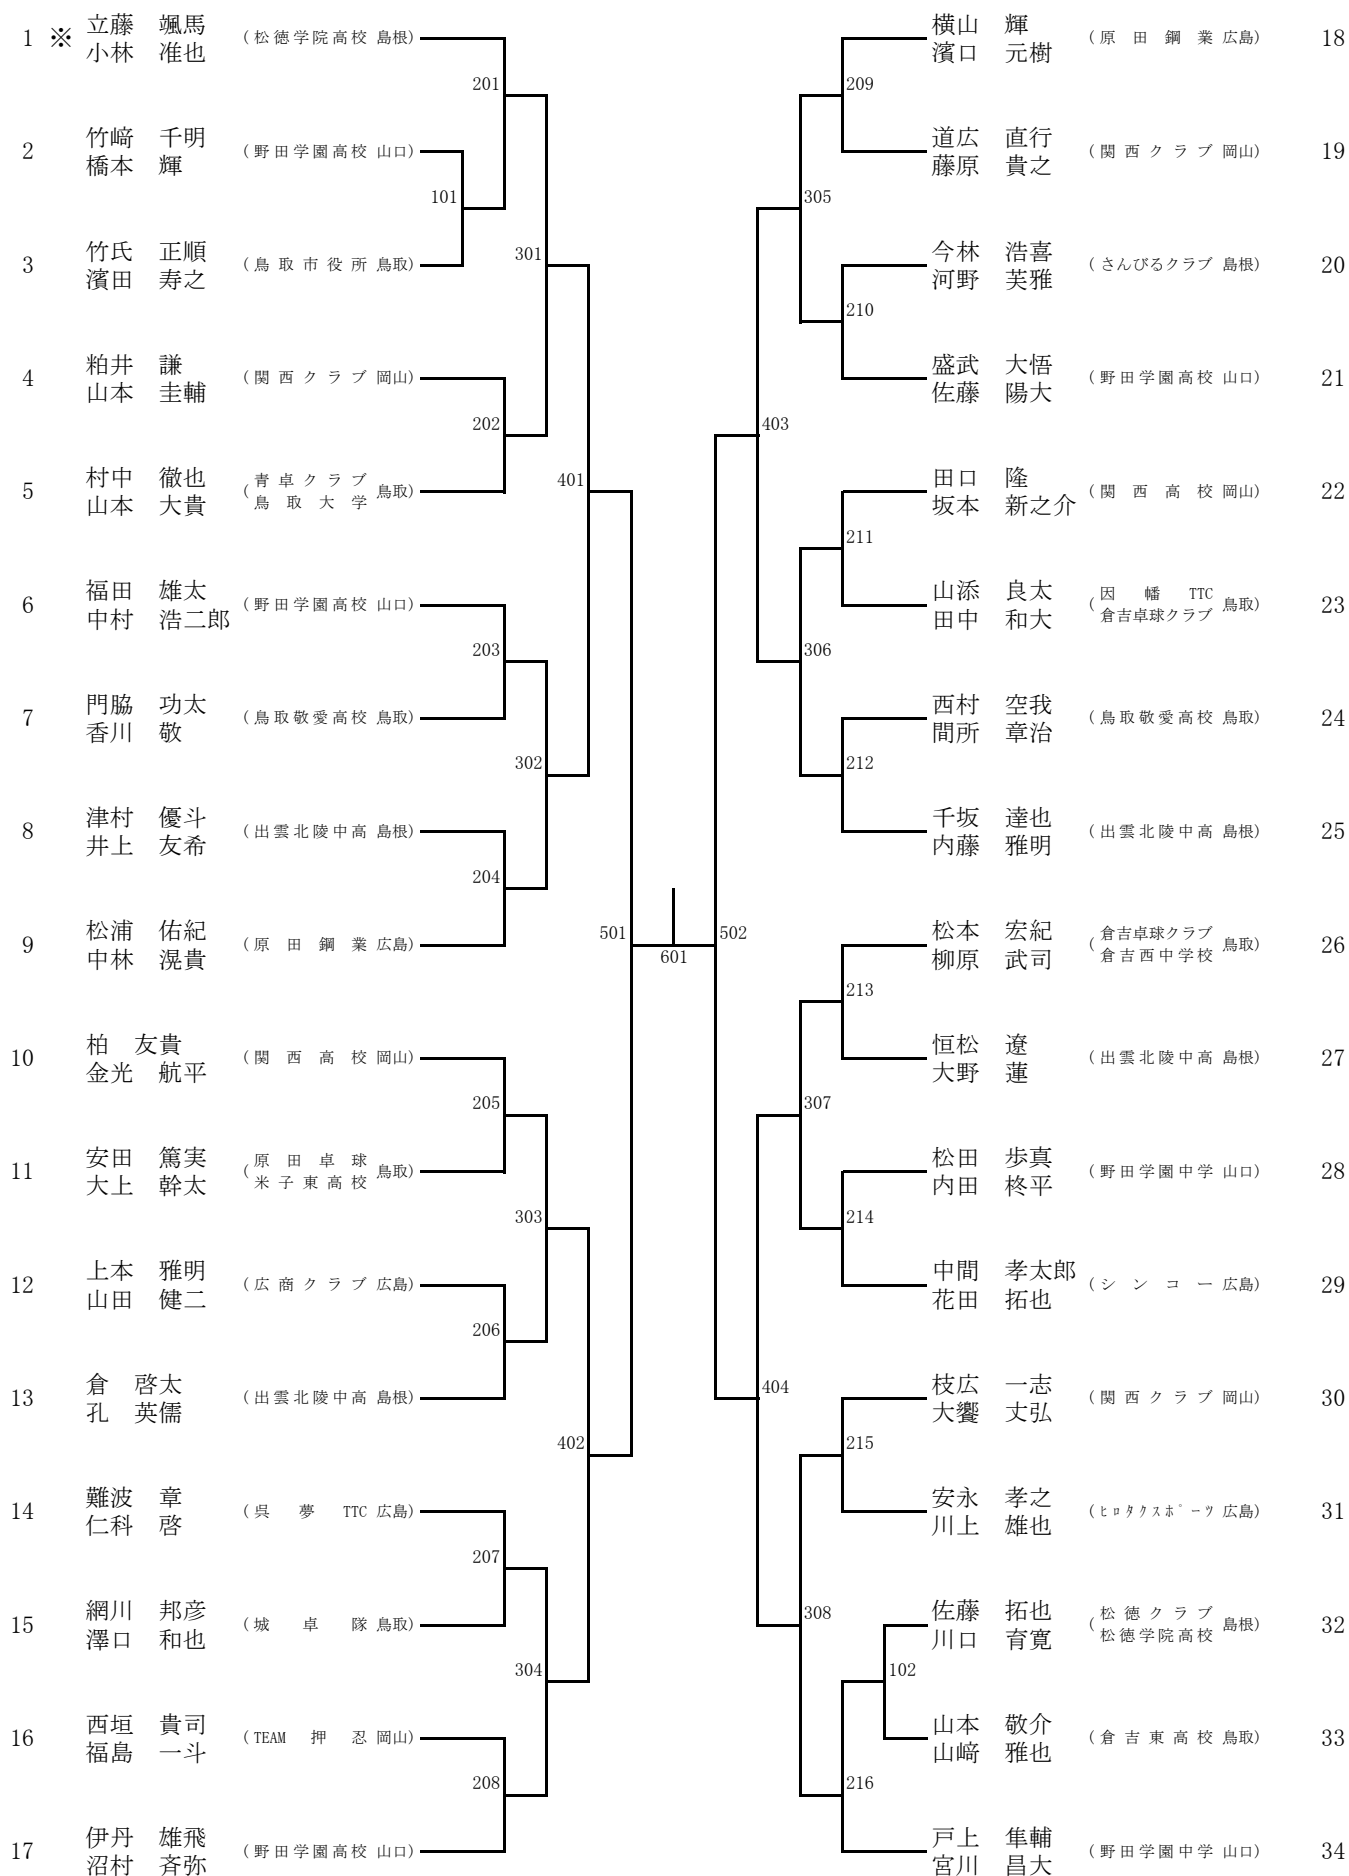 1 ※ 立藤 颯馬
小林 准也
(松徳学院高校 島根)
2 竹﨑 千明
橋本 輝
(野田学園高校 山口)
3 竹氏 正順
濱田 寿之
(鳥取市役所 鳥取)
4 粕井 謙
山本 圭輔
(関西クラブ 岡山)
5 村中 徹也
山本 大貴
(青卓クラブ
鳥取大学 鳥取)
6 福田 雄太
中村 浩二郎
(野田学園高校 山口)
7 門脇 功太
香川 敬
(鳥取敬愛高校 鳥取)
8 津村 優斗
井上 友希
(出雲北陵中高 島根)
9 松浦 佑紀
中林 滉貴
(原田鋼業 広島)
10 柏 友貴
金光 航平
(関西高校 岡山)
11 安田 篤実
大上 幹太
(原田卓球
米子東高校 鳥取)
12 上本 雅明
山田 健二
(広商クラブ 広島)
13 倉 啓太
孔 英儒
(出雲北陵中高 島根)
14 難波 章
仁科 啓
(呉夢TTC 広島)
15 網川 邦彦
澤口 和也
(城卓隊 鳥取)
16 西垣 貴司
福島 一斗
(TEAM 押忍 岡山)
17 伊丹 雄飛
沼村 斉弥
(野田学園高校 山口)
101
201
202
203
204
205
206
207
208
301
302
303
304
401
402
501
601
502
403
404
305
306
307
308
209
210
211
212
213
214
215
216
102
横山 輝
濱口 元樹
(原田鋼業 広島) 18
道広 直行
藤原 貴之
(関西クラブ 岡山) 19
今林 浩喜
河野 芙雅
(さんびるクラブ 島根) 20
盛武 大悟
佐藤 陽大
(野田学園高校 山口) 21
田口 隆
坂本 新之介
(関西高校 岡山) 22
山添 良太
田中 和大
(因幡TTC
倉吉卓球クラブ 鳥取) 23
西村 空我
間所 章治
(鳥取敬愛高校 鳥取) 24
千坂 達也
内藤 雅明
(出雲北陵中高 島根) 25
松本 宏紀
柳原 武司
(倉吉卓球クラブ
倉吉西中学校 鳥取) 26
恒松 遼
大野 蓮
(出雲北陵中高 島根) 27
松田 歩真
内田 柊平
(野田学園中学 山口) 28
中間 孝太郎
花田 拓也
(シンコー 広島) 29
枝広 一志
大饗 丈弘
(関西クラブ 岡山) 30
安永 孝之
川上 雄也
(ﾋﾛﾀｸｽﾎﾟｰﾂ 広島) 31
佐藤 拓也
川口 育寛
(松徳クラブ
松徳学院高校 島根) 32
山本 敬介
山﨑 雅也
(倉吉東高校 鳥取) 33
戸上 隼輔
宮川 昌大
(野田学園中学 山口) 34